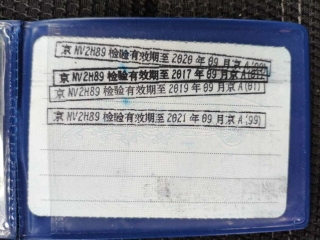 京 NV2H89 检验有效期至 2020 年 09 月京 A (99)
京 NV2H89 检验有效期至 2017 年 09 月京 A
京 NV2H89 检验有效期至 2019 年 09 月京 A (01)
京 NV2H89 检验有效期至 2021 年 09 月京 A (99)